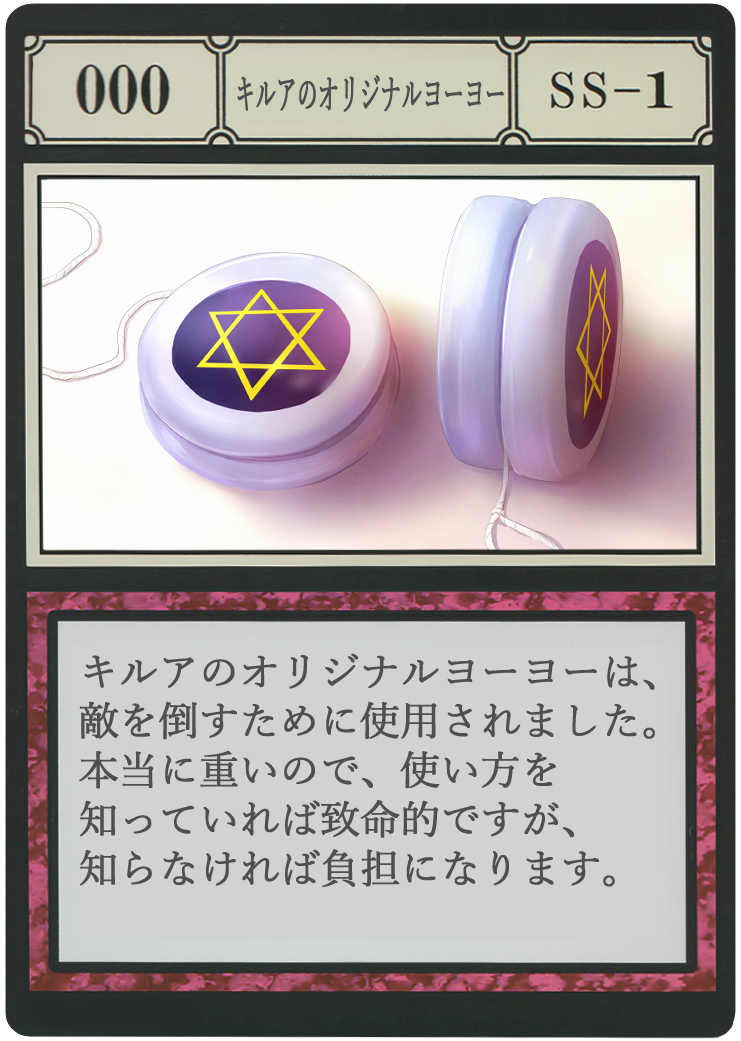 000
キルアのオリジナルヨーヨー
SS-1
キルアのオリジナルヨーヨーは、
敵を倒すために使用されました。
本当に重いので、使い方を
知っていれば致命的ですが、
知らなければ負担になります。